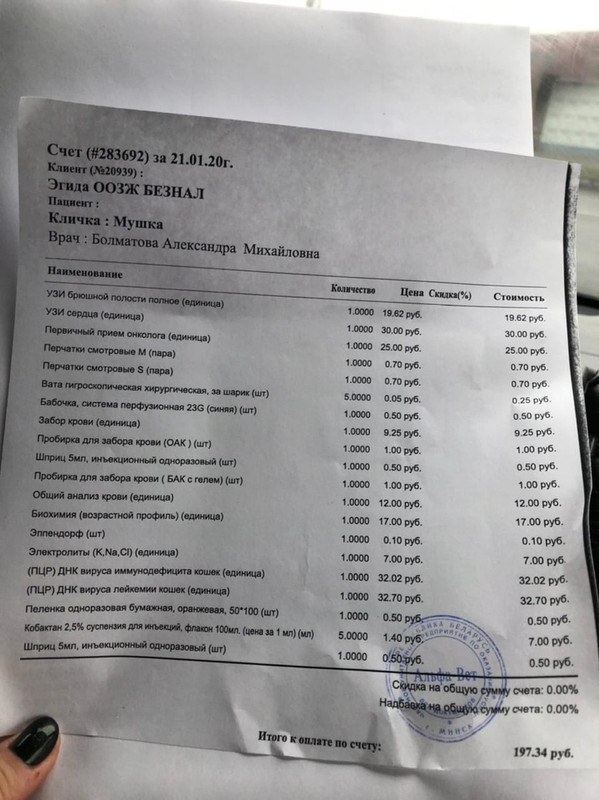 Счет (#283692) за 21.01.20г.
Клиент (№20939) :
Эгида ООЗЖ БЕЗНАЛ
Пациент :
Кличка : Мушка
Врач : Болматова Александра Михайловна
Наименование Количество Цена Скидка(%) Стоимость
УЗИ брюшной полости полное (единица) 1.0000 19.62 руб. 19.62 руб.
УЗИ сердца (единица) 1.0000 30.00 руб. 30.00 руб.
Первичный прием онколога (единица) 1.0000 25.00 руб. 25.00 руб.
Перчатки смотровые M (пара) 1.0000 0.70 руб. 0.70 руб.
Перчатки смотровые S (пара) 1.0000 0.70 руб. 0.70 руб.
Вата гигроскопическая хирургическая, за шарик (шт) 5.0000 0.05 руб. 0.25 руб.
Бабочка, система перфузионная 23G (синяя) (шт) 1.0000 0.50 руб. 0.50 руб.
Забор крови (единица) 1.0000 9.25 руб. 9.25 руб.
Пробирка для забора крови (ОАК ) (шт) 1.0000 1.00 руб. 1.00 руб.
Шприц 5мл, инъекционный одноразовый (шт) 1.0000 0.50 руб. 0.50 руб.
Пробирка для забора крови ( БАК с гелем) (шт) 1.0000 1.00 руб. 1.00 руб.
Общий анализ крови (единица) 1.0000 12.00 руб. 12.00 руб.
Биохимия (возрастной профиль) (единица) 1.0000 17.00 руб. 17.00 руб.
Эппендорф (шт) 1.0000 0.10 руб. 0.10 руб.
Электролиты (K,Na,Cl) (единица) 1.0000 7.00 руб. 7.00 руб.
(ПЦР) ДНК вируса иммунодефицита кошек (единица) 1.0000 32.02 руб. 32.02 руб.
(ПЦР) ДНК вируса лейкемии кошек (единица) 1.0000 32.70 руб. 32.70 руб.
Пеленка одноразовая бумажная, оранжевая, 50*100 (шт) 1.0000 0.50 руб. 0.50 руб.
Кобактан 2,5% суспензия для инъекций, флакон 100мл. (цена за 1 мл) (мл) 5.0000 1.40 руб. 7.00 руб.
Шприц 5мл, инъекционный одноразовый (шт) 1.0000 0.50 руб. 0.50 руб.
Альфа Вет
г. МИНСК
Скидка на общую сумму счета: 0.00%
Надбавка на общую сумму счета: 0.00%
Итого к оплате по счету: 197.34 руб.